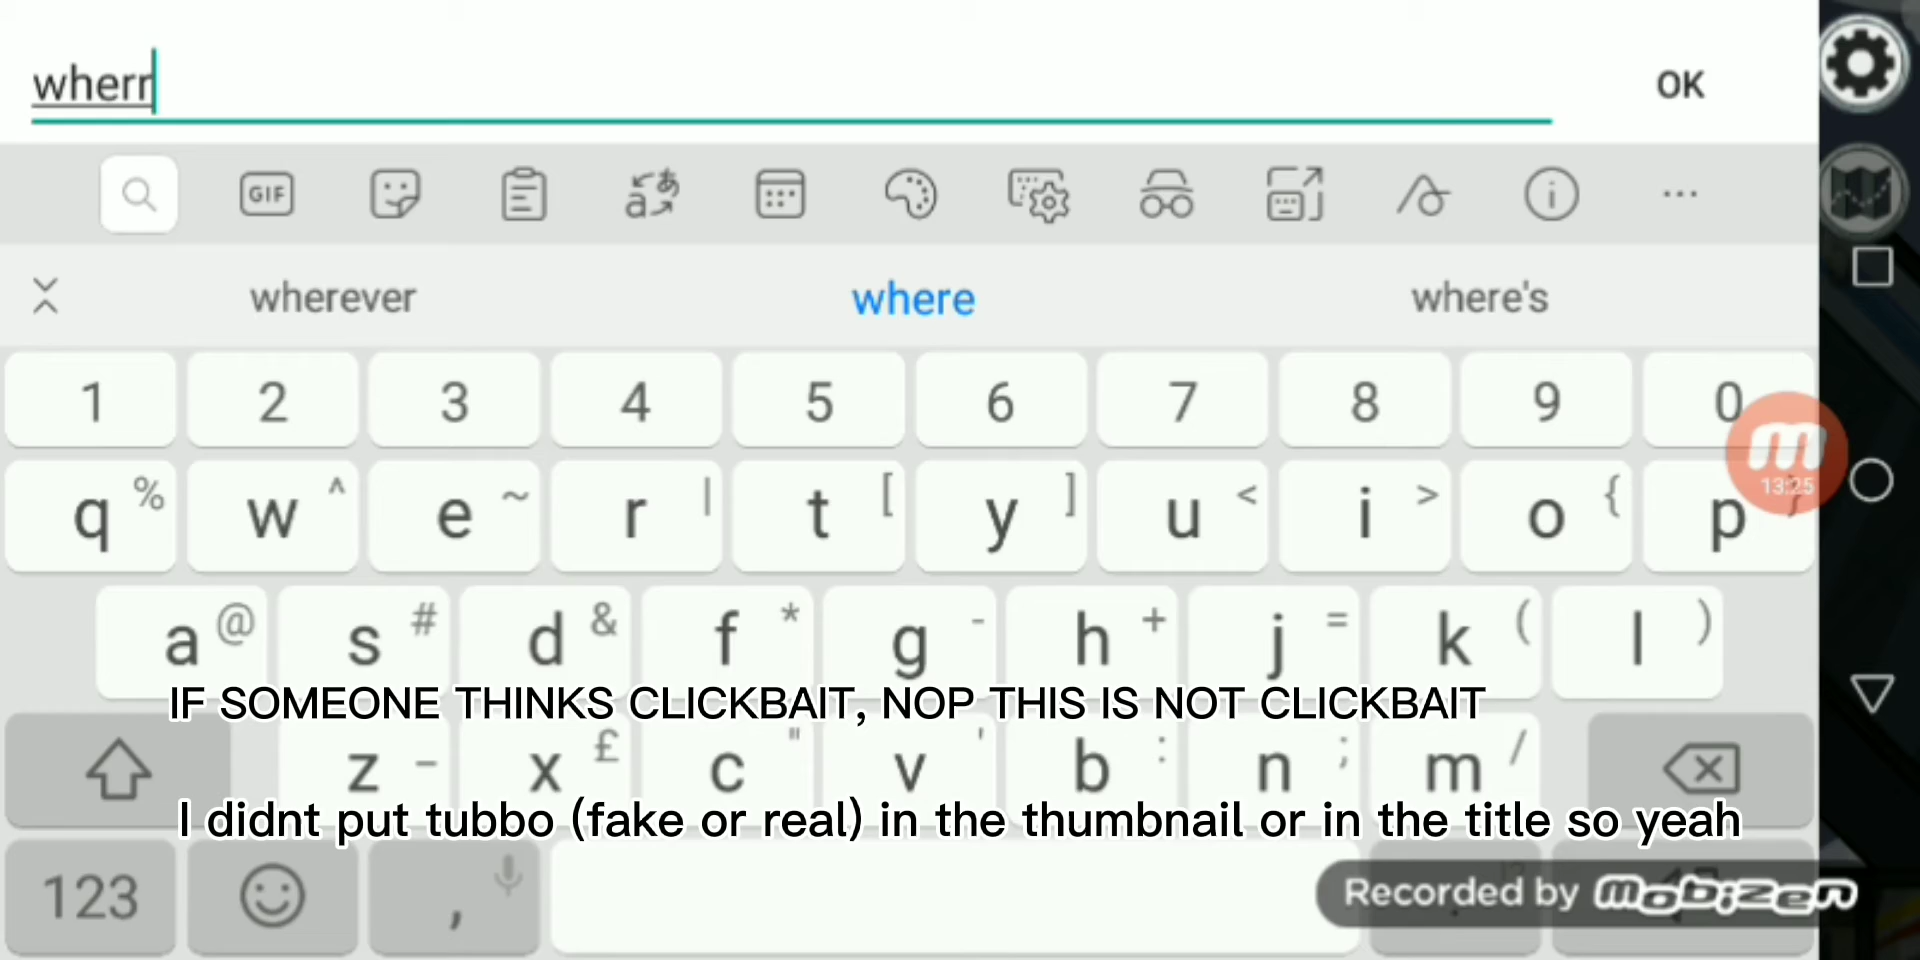 wherr
OK
GIF
wherever where where's
1 2 3 4 5 6 7 8 9 0
q % w ^ e ~ r | t [ y ] u < i > o { p }
13:25
a @ s # d & f * g - h + j = k ( l )
IF SOMEONE THINKS CLICKBAIT, NOP THIS IS NOT CLICKBAIT
z - x £ c " v ' b : n ; m /
I didnt put tubbo (fake or real) in the thumbnail or in the title so yeah
123 ,
Recorded by mobizen